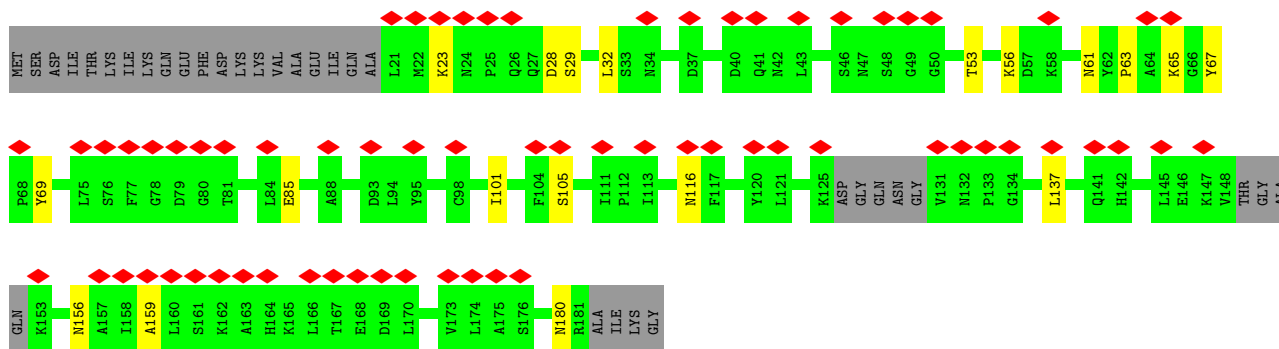 MET SER ASP ILE THR LYS ILE LYS GLN GLU PHE ASP LYS LYS VAL ALA GLU ILE GLN ALA L21 M22 K23 N24 P25 Q26 Q27 D28 S29 L32 S33 N34 D37 D40 Q41 N42 L43 S46 N47 S48 G49 G50 T53 K56 D57 K58 N61 Y62 P63 A64 K65 G66 Y67
P68 Y69 L75 S76 F77 G78 D79 G80 T81 L84 E85 A88 D93 L94 Y95 C98 I101 F104 S105 I111 P112 I113 N116 F117 Y120 L121 K125 ASP GLY GLN ASN GLY V131 N132 P133 G134 L137 Q141 H142 L145 E146 K147 V148 THR GLY ALA
GLN K153 N156 A157 I158 A159 L160 S161 K162 A163 H164 K165 L166 T167 E168 D169 L170 V173 L174 A175 S176 N180 R181 ALA ILE LYS GLY